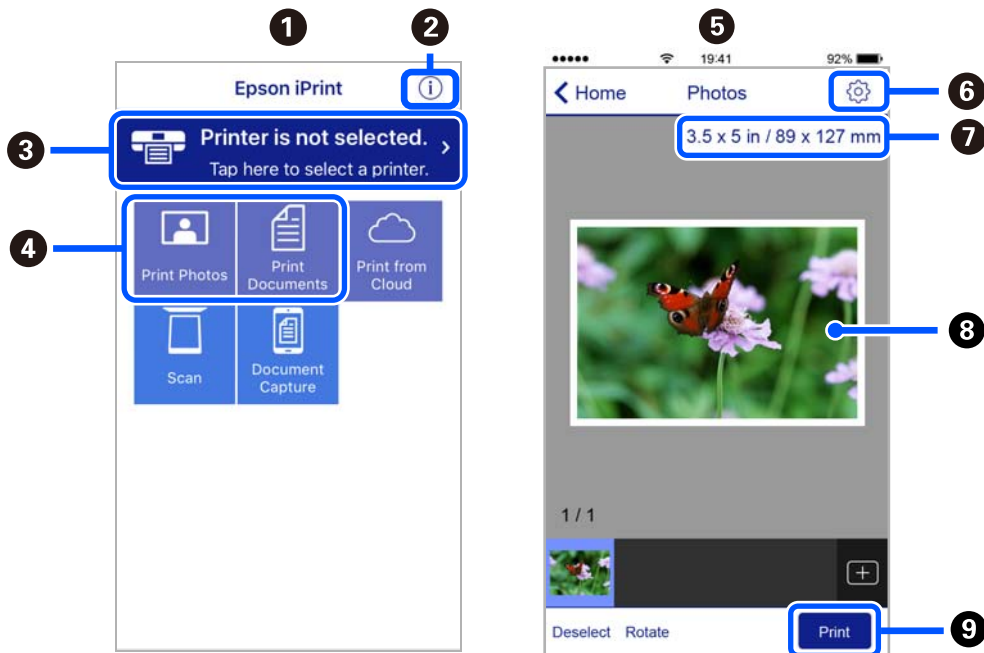 1
2
Epson iPrint
3
Printer is not selected.
Tap here to select a printer.
4
Print Photos
Print
Documents
Print from
Cloud
Scan
Document
Capture
5
19:41
92%
Home
Photos
6
3.5 x 5 in / 89 x 127 mm
7
8
1 / 1
Deselect
Rotate
Print
9